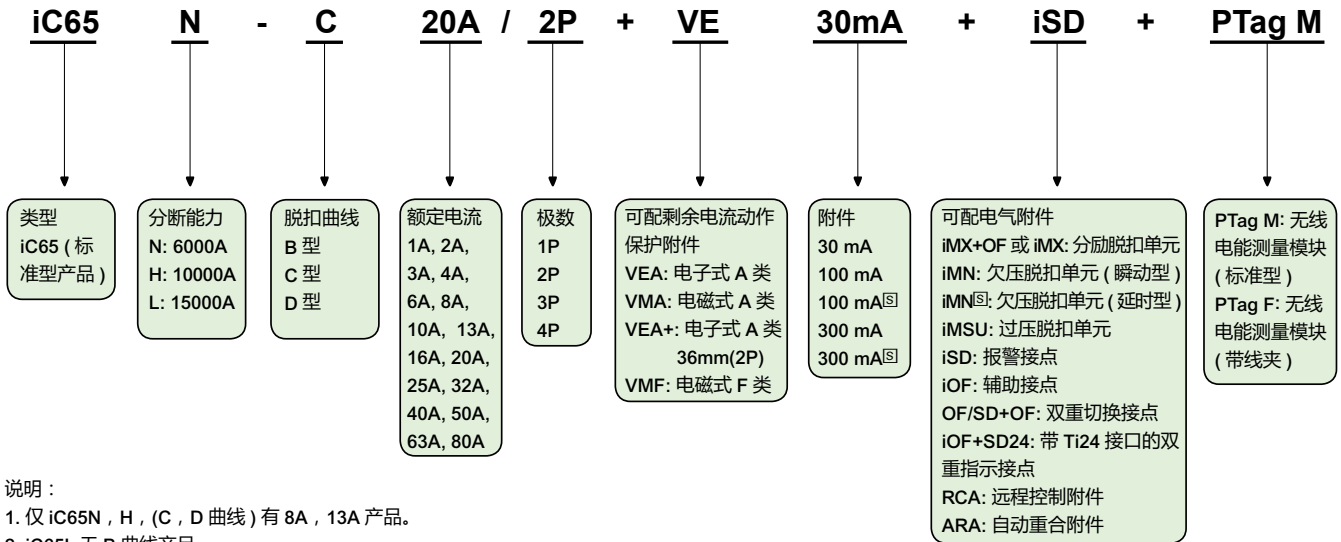 iC65 N - C 20A / 2P + VE 30mA + iSD + PTag M
类型
iC65 ( 标
准型产品 )
分断能力
N: 6000A
H: 10000A
L: 15000A
脱扣曲线
B 型
C 型
D 型
额定电流
1A, 2A,
3A, 4A,
6A, 8A,
10A, 13A,
16A, 20A,
25A, 32A,
40A, 50A,
63A, 80A
极数
1P
2P
3P
4P
可配剩余电流动作
保护附件
VEA: 电子式 A 类
VMA: 电磁式 A 类
VEA+: 电子式 A 类
36mm(2P)
VMF: 电磁式 F 类
附件
30 mA
100 mA
100 mA🅂
300 mA
300 mA🅂
可配电气附件
iMX+OF 或 iMX: 分励脱扣单元
iMN: 欠压脱扣单元 ( 瞬动型 )
iMN🅂: 欠压脱扣单元 ( 延时型 )
iMSU: 过压脱扣单元
iSD: 报警接点
iOF: 辅助接点
OF/SD+OF: 双重切换接点
iOF+SD24: 带 Ti24 接口的双
重指示接点
RCA: 远程控制附件
ARA: 自动重合附件
PTag M: 无线
电能测量模块
( 标准型 )
PTag F: 无线
电能测量模块
( 带线夹 )
说明：
1. 仅 iC65N , H , (C , D 曲线 ) 有 8A , 13A 产品。